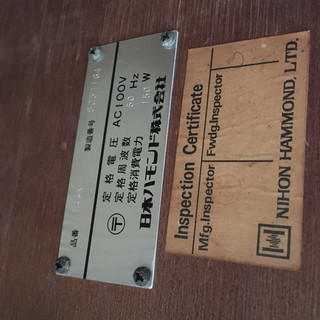 品番
製造番号
定格電圧 AC100V
定格周波数 50 Hz
定格消費電力 150 W
日本ハモンド株式会社
Inspection Certificate
Mfg.Inspector Fwdg.Inspector
NIHON HAMMOND, LTD.